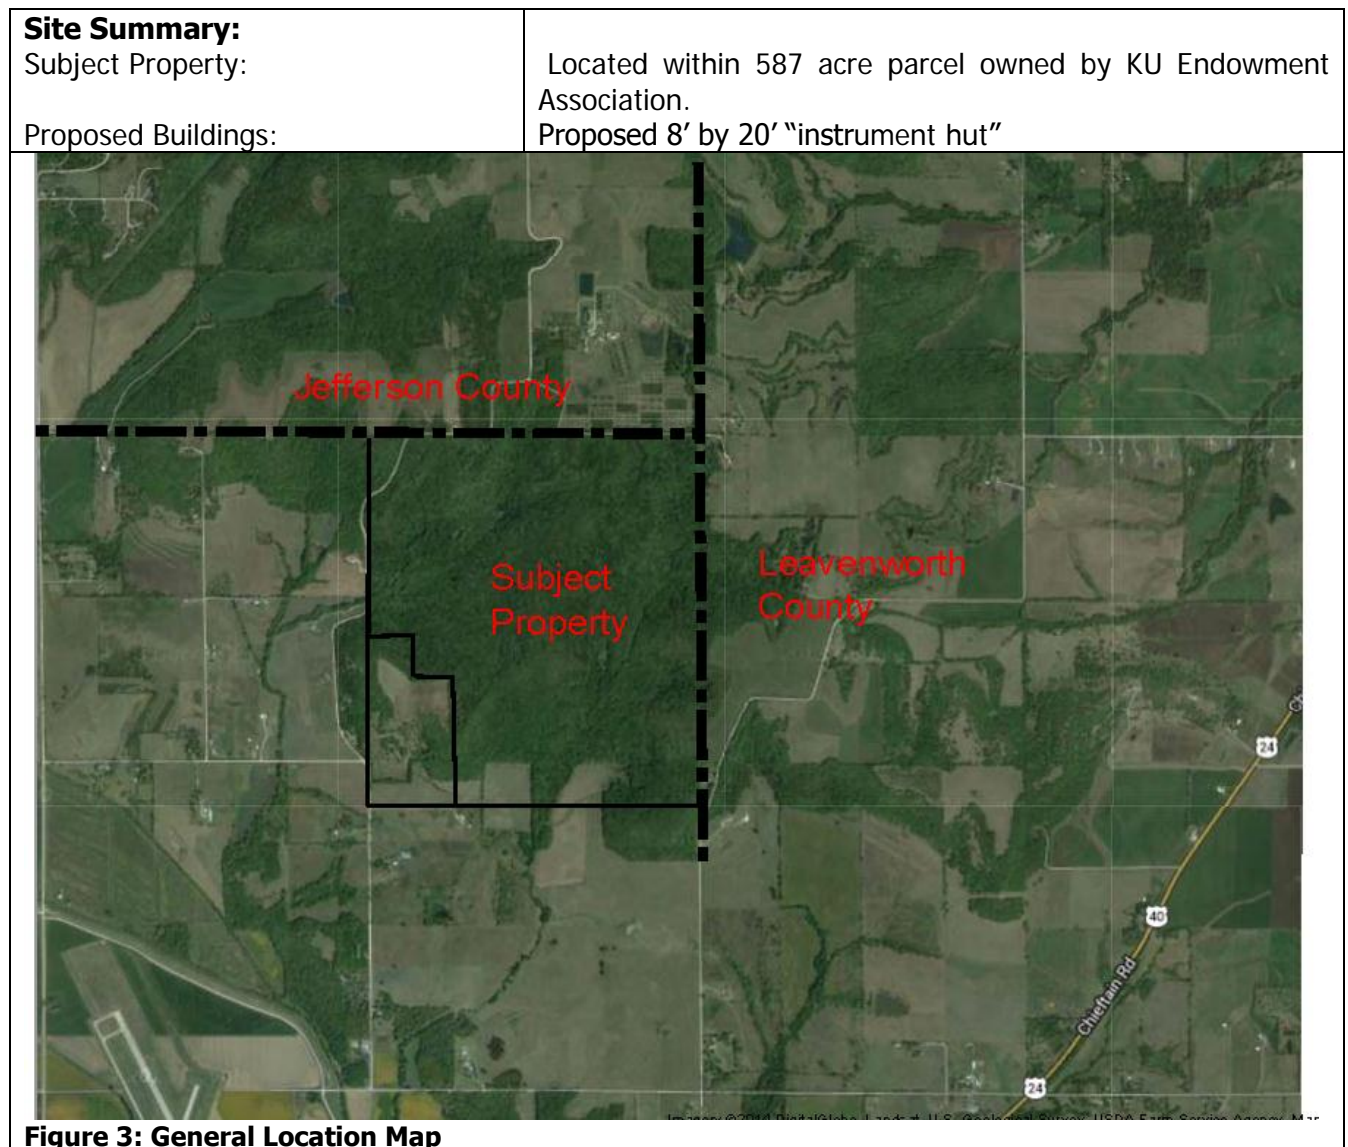 Site Summary:
Subject Property:
Located within 587 acre parcel owned by KU Endowment
Association.
Proposed Buildings:
Proposed 8’ by 20’ “instrument hut”
Jefferson County
Subject
Property
Leavenworth
County
24
40
Chieftain Rd
24
Imagery ©2014 DigitalGlobe, Landsat, U.S. Geological Survey, USDA Farm Service Agency, Map
Figure 3: General Location Map